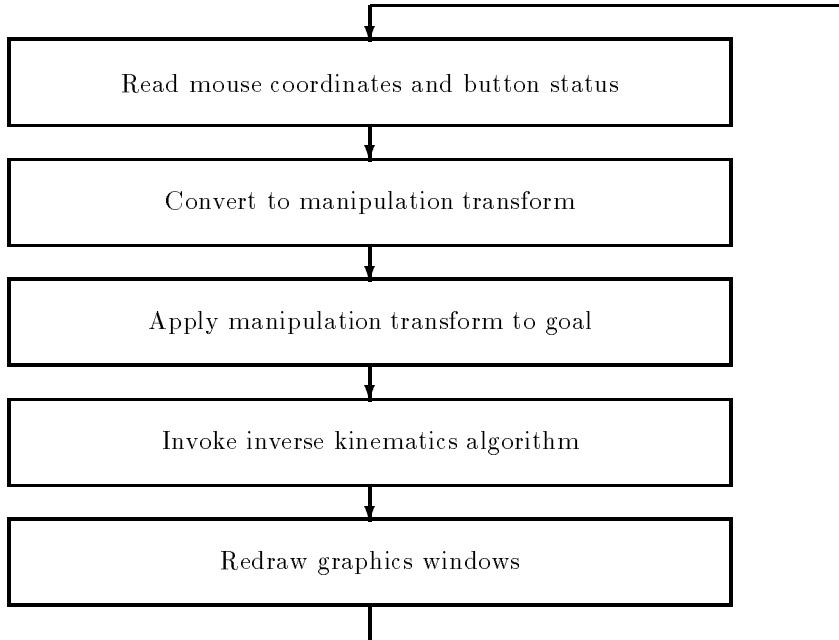 Read mouse coordinates and button status
Convert to manipulation transform
Apply manipulation transform to goal
Invoke inverse kinematics algorithm
Redraw graphics windows